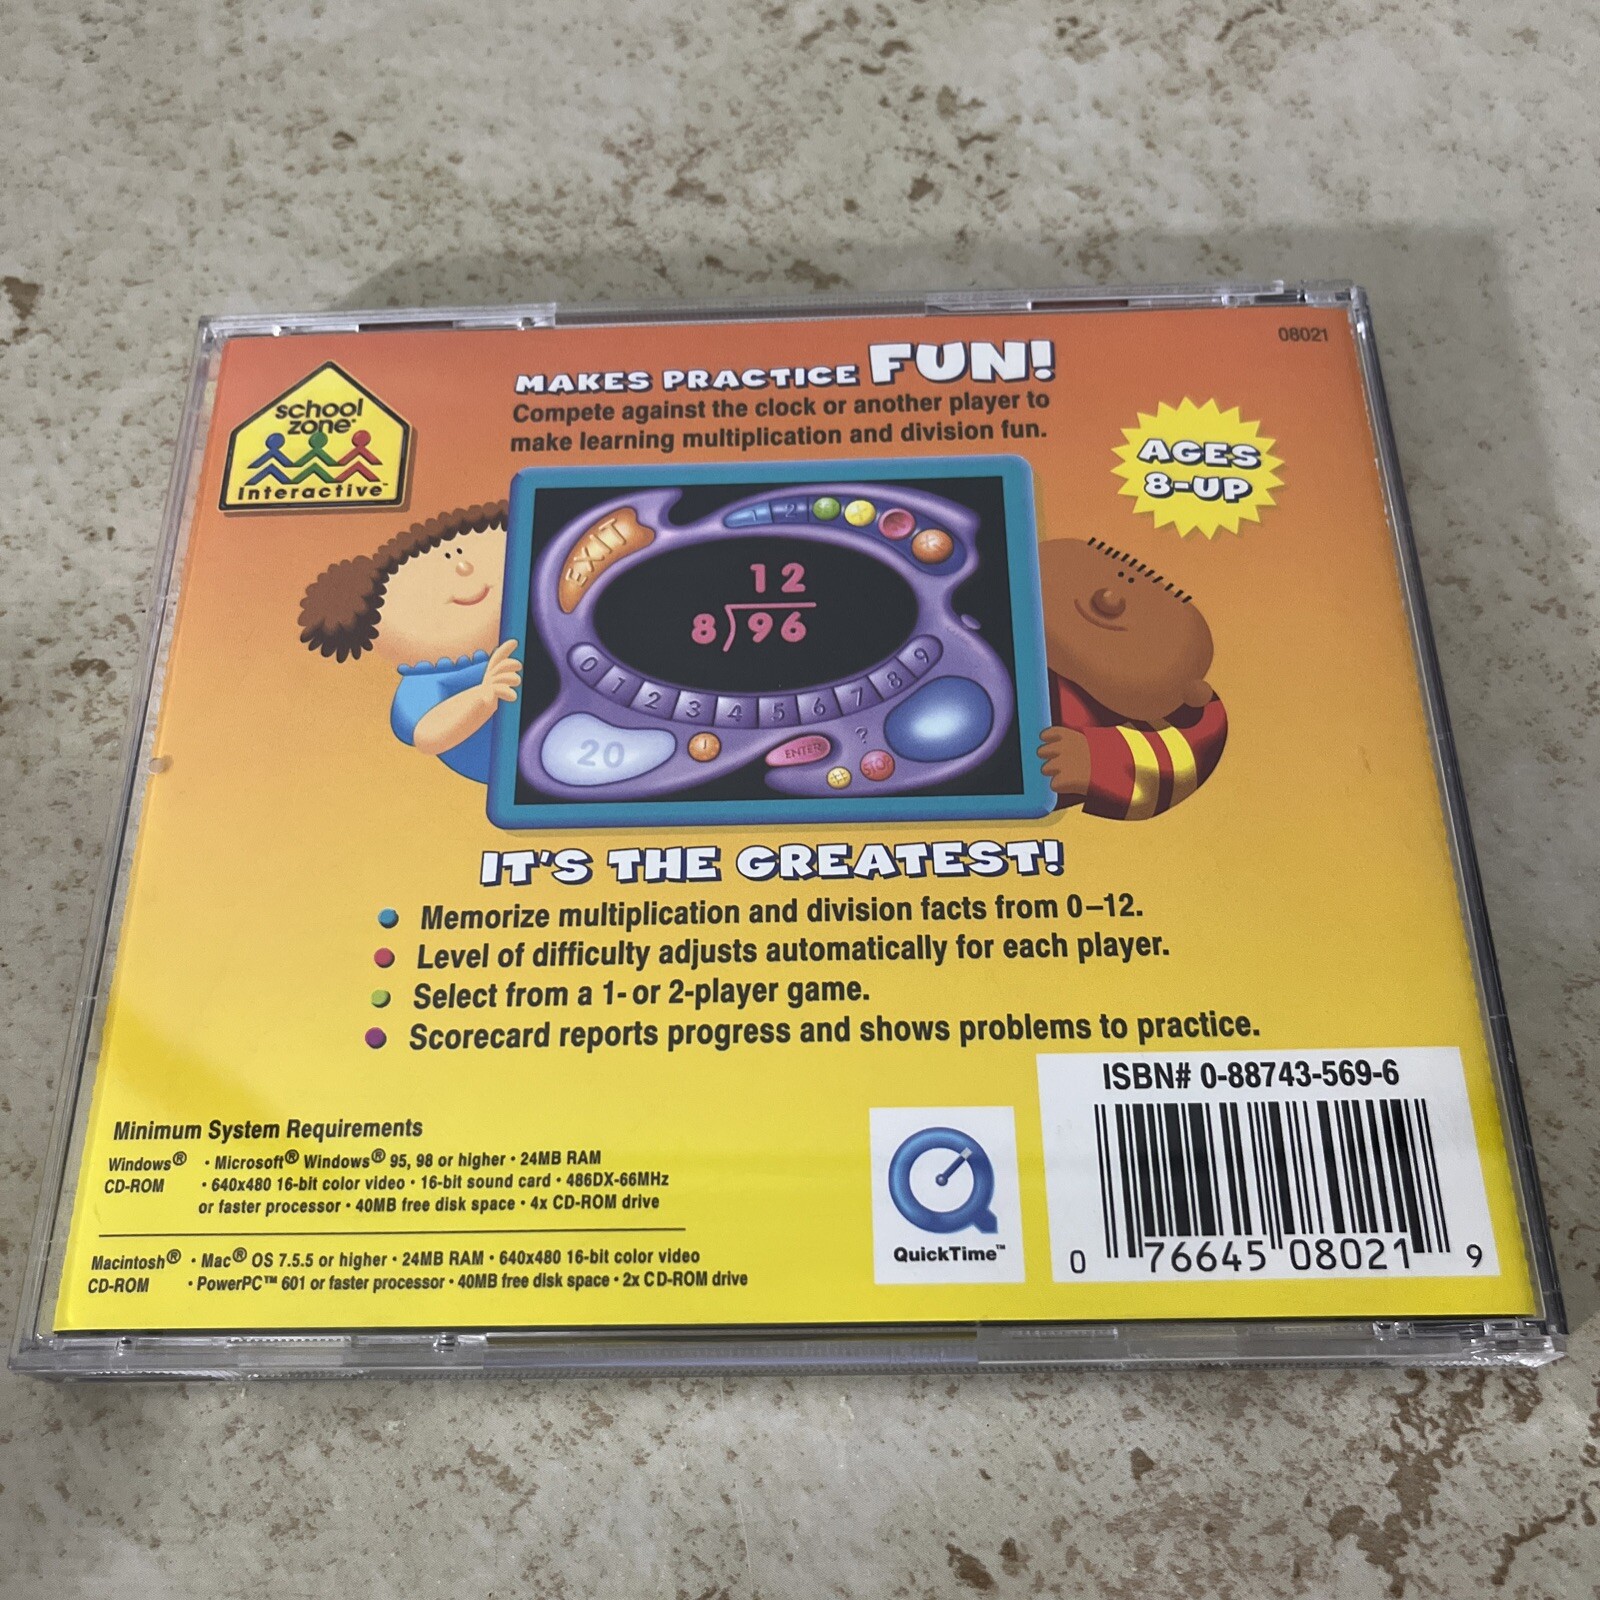 08021
school
zone®
interactive™
MAKES PRACTICE FUN!
Compete against the clock or another player to
make learning multiplication and division fun.
AGES
8-UP
EXIT
1 2
12
8)96
0 1 2 3 4 5 6 7 8 9
20
ENTER
?
STOP
IT'S THE GREATEST!
Memorize multiplication and division facts from 0–12.
Level of difficulty adjusts automatically for each player.
Select from a 1- or 2-player game.
Scorecard reports progress and shows problems to practice.
ISBN# 0-88743-569-6
0 76645 08021 9
QuickTime™
Minimum System Requirements
Windows® • Microsoft® Windows® 95, 98 or higher • 24MB RAM
CD-ROM • 640x480 16-bit color video • 16-bit sound card • 486DX-66MHz
or faster processor • 40MB free disk space • 4x CD-ROM drive
Macintosh® • Mac® OS 7.5.5 or higher • 24MB RAM • 640x480 16-bit color video
CD-ROM • PowerPC™ 601 or faster processor • 40MB free disk space • 2x CD-ROM drive